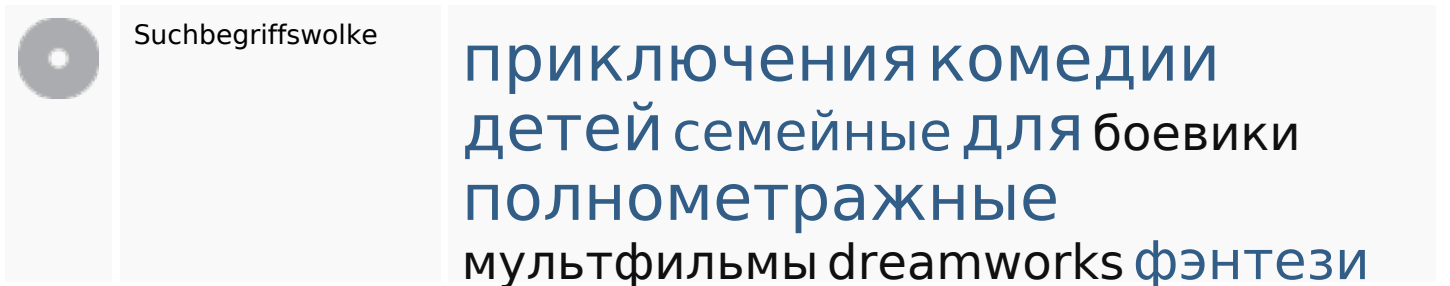 Suchbegriffswolke
приключения комедии
детей семейные для боевики
полнометражные
мультфильмы dreamworks фэнтези